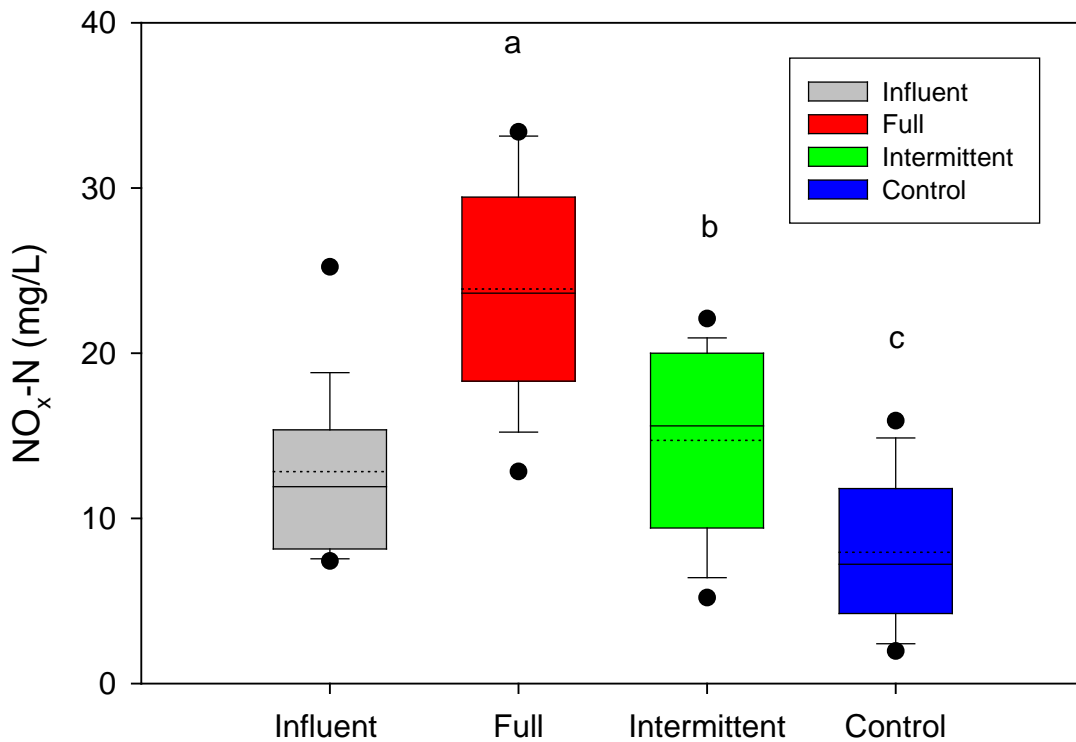 40
30
20
10
0
NOx-N (mg/L)
a
b
c
Influent
Full
Intermittent
Control
Influent
Full
Intermittent
Control